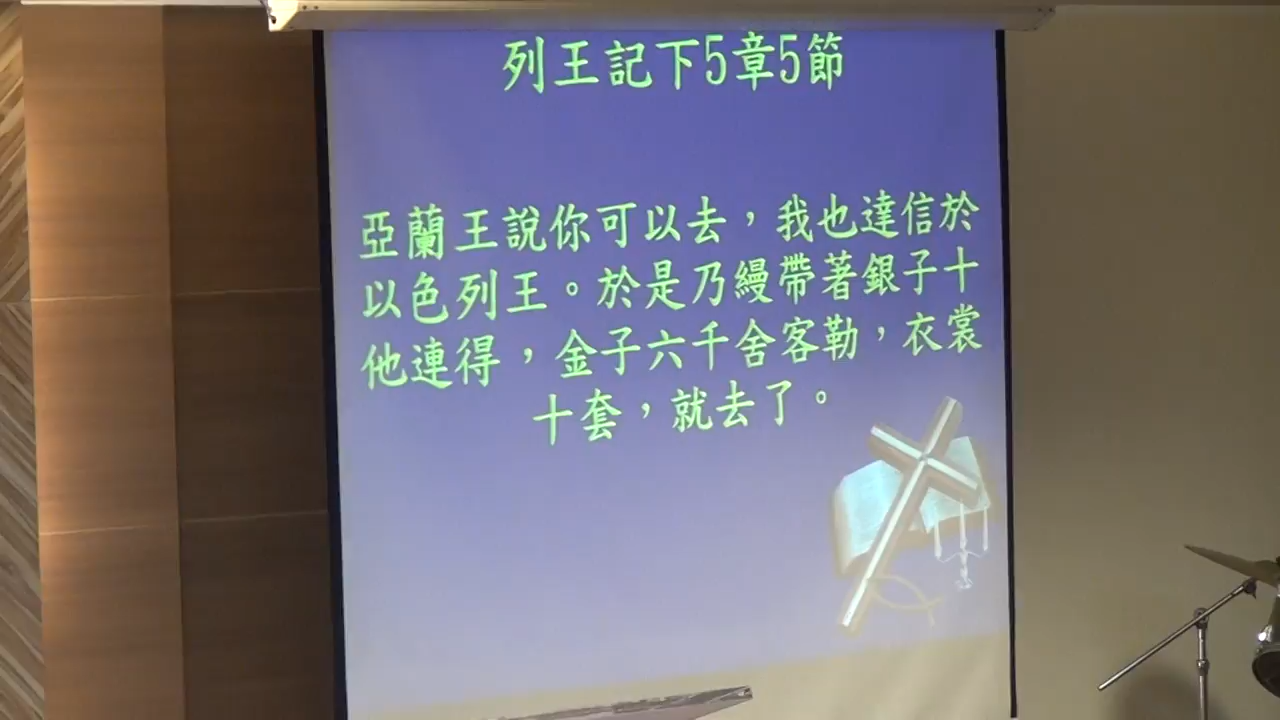 列王記下5章5節
亞蘭王說你可以去，我也達信於
以色列王。於是乃縵帶著銀子十
他連得，金子六千舍客勒，衣裳
十套，就去了。